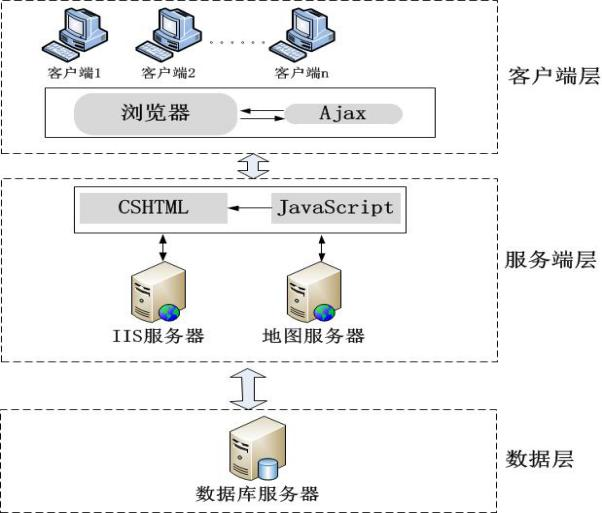 客户端1 客户端2 客户端n
客户端层
浏览器 Ajax
CSHTML JavaScript
服务端层
IIS服务器 地图服务器
数据层
数据库服务器